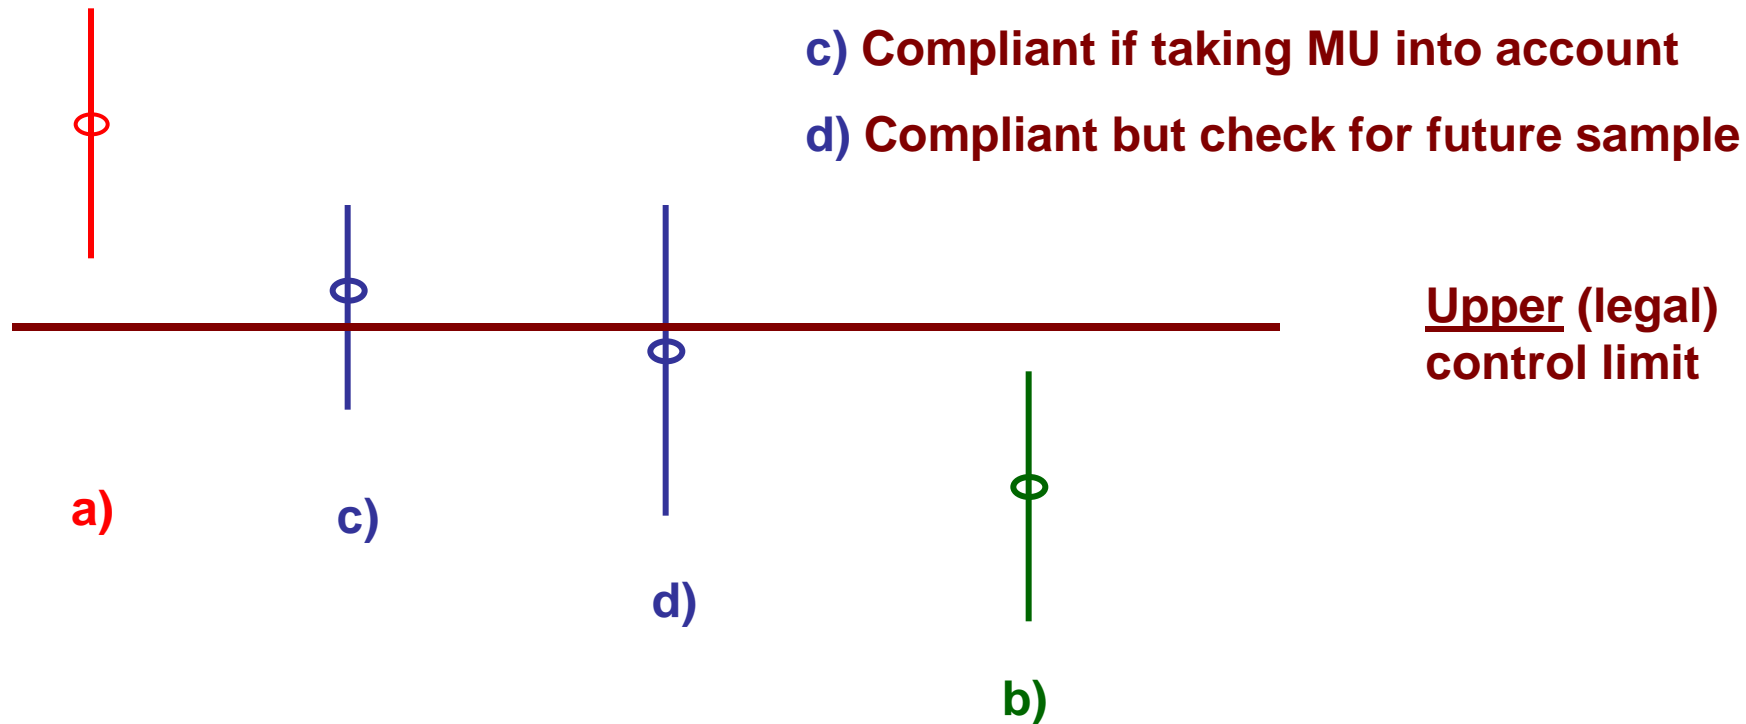 c) Compliant if taking MU into account
d) Compliant but check for future sample
Upper (legal)
control limit
a)
c)
d)
b)